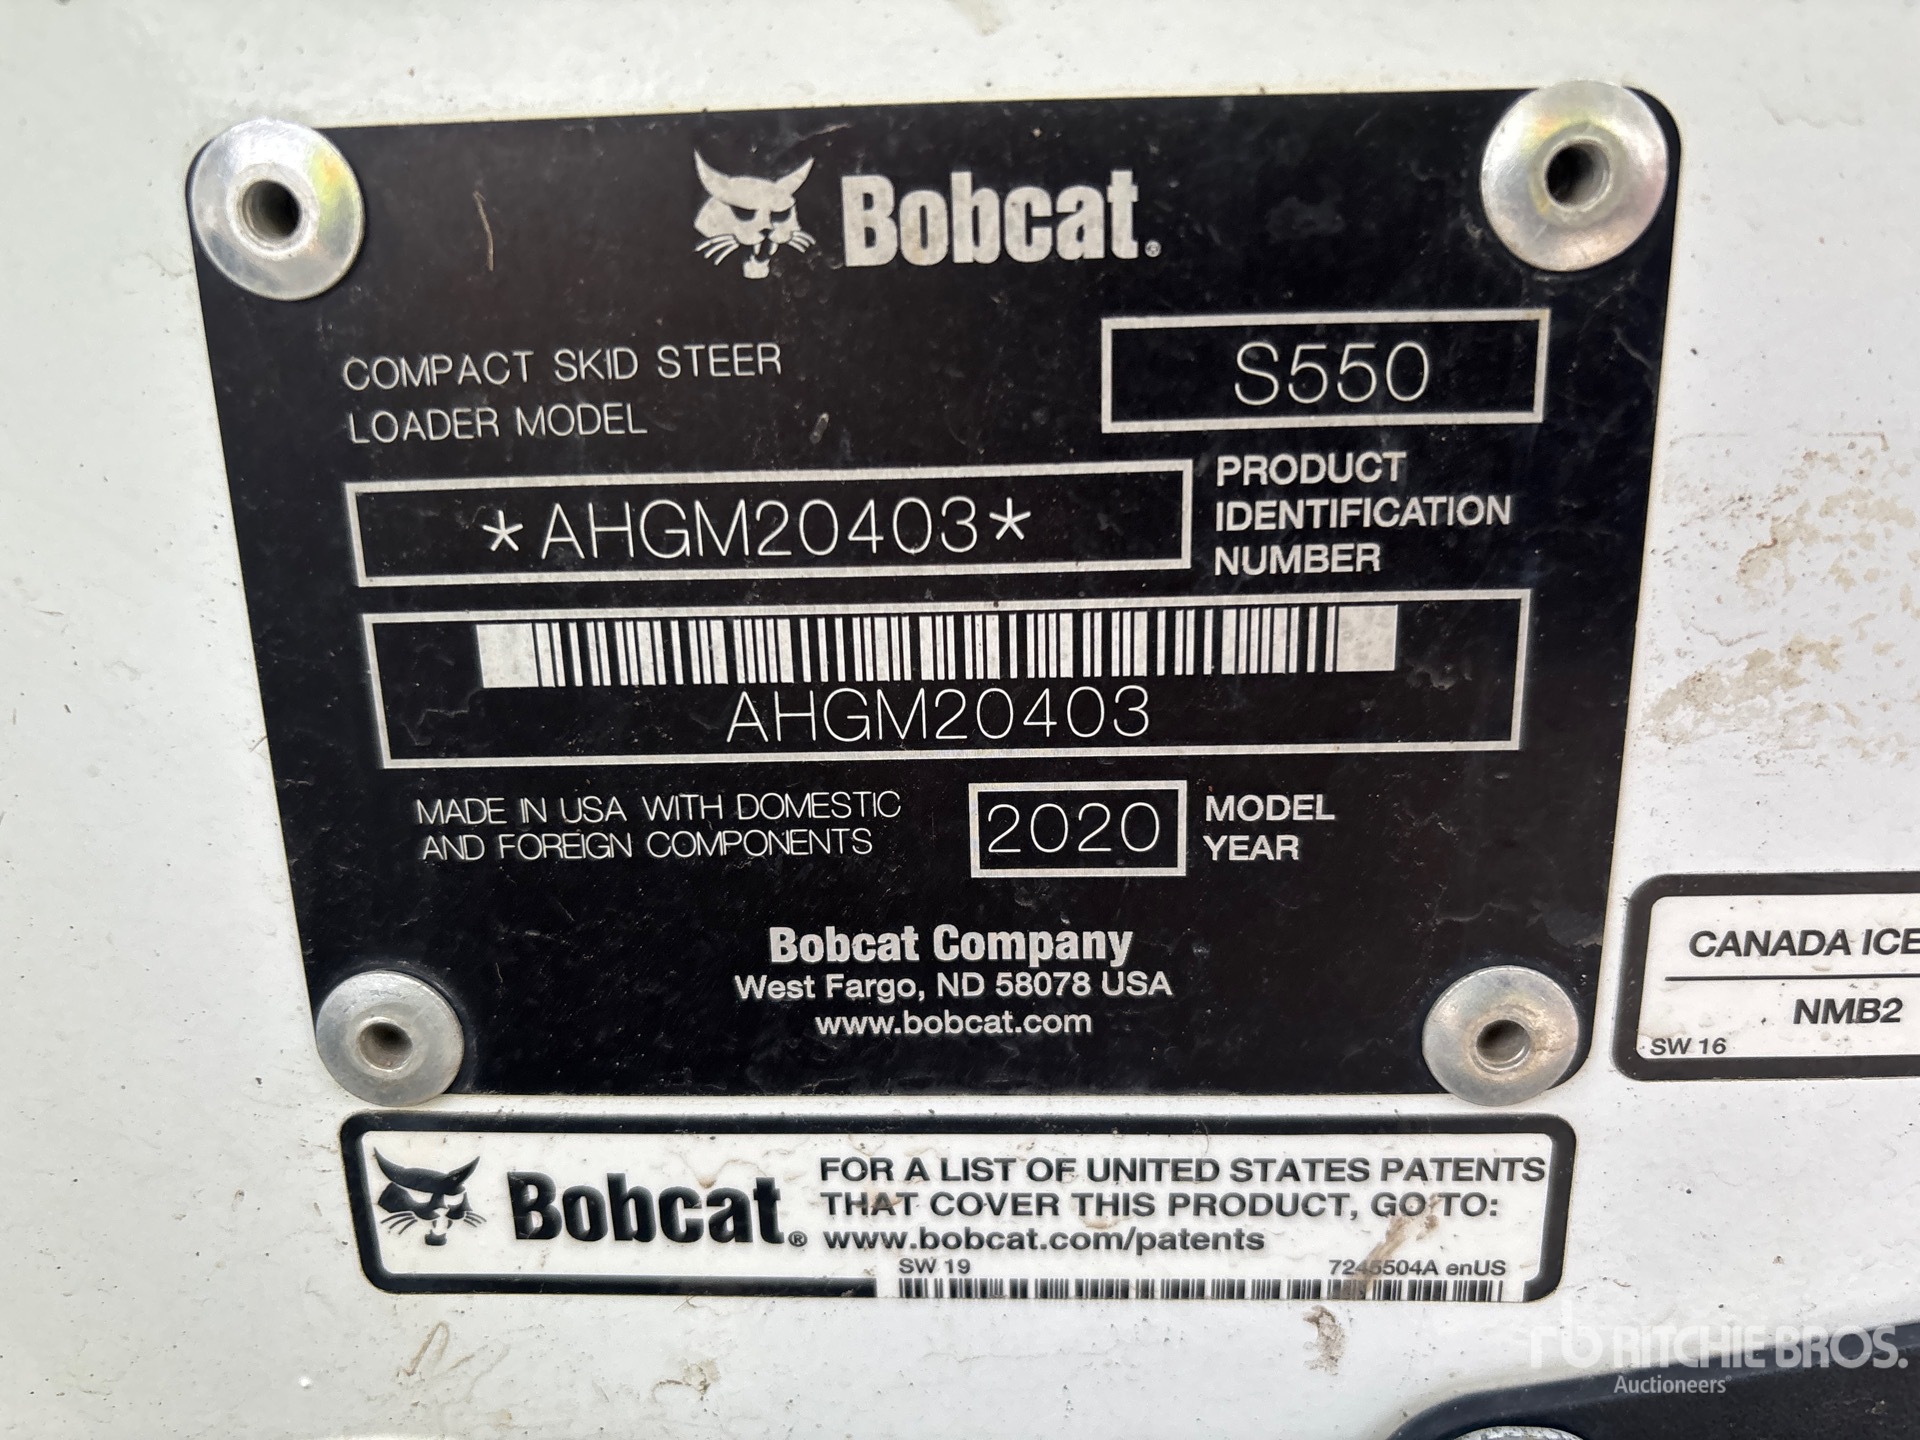 Bobcat®
COMPACT SKID STEER
LOADER MODEL
S550
*AHGM20403*
PRODUCT
IDENTIFICATION
NUMBER
AHGM20403
MADE IN USA WITH DOMESTIC
AND FOREIGN COMPONENTS
2020
MODEL
YEAR
Bobcat Company
West Fargo, ND 58078 USA
www.bobcat.com
CANADA ICE
NMB2
SW 16
Bobcat®
FOR A LIST OF UNITED STATES PATENTS
THAT COVER THIS PRODUCT, GO TO:
www.bobcat.com/patents
SW 19
7245504A enUS
rb RITCHIE BROS.
Auctioneers